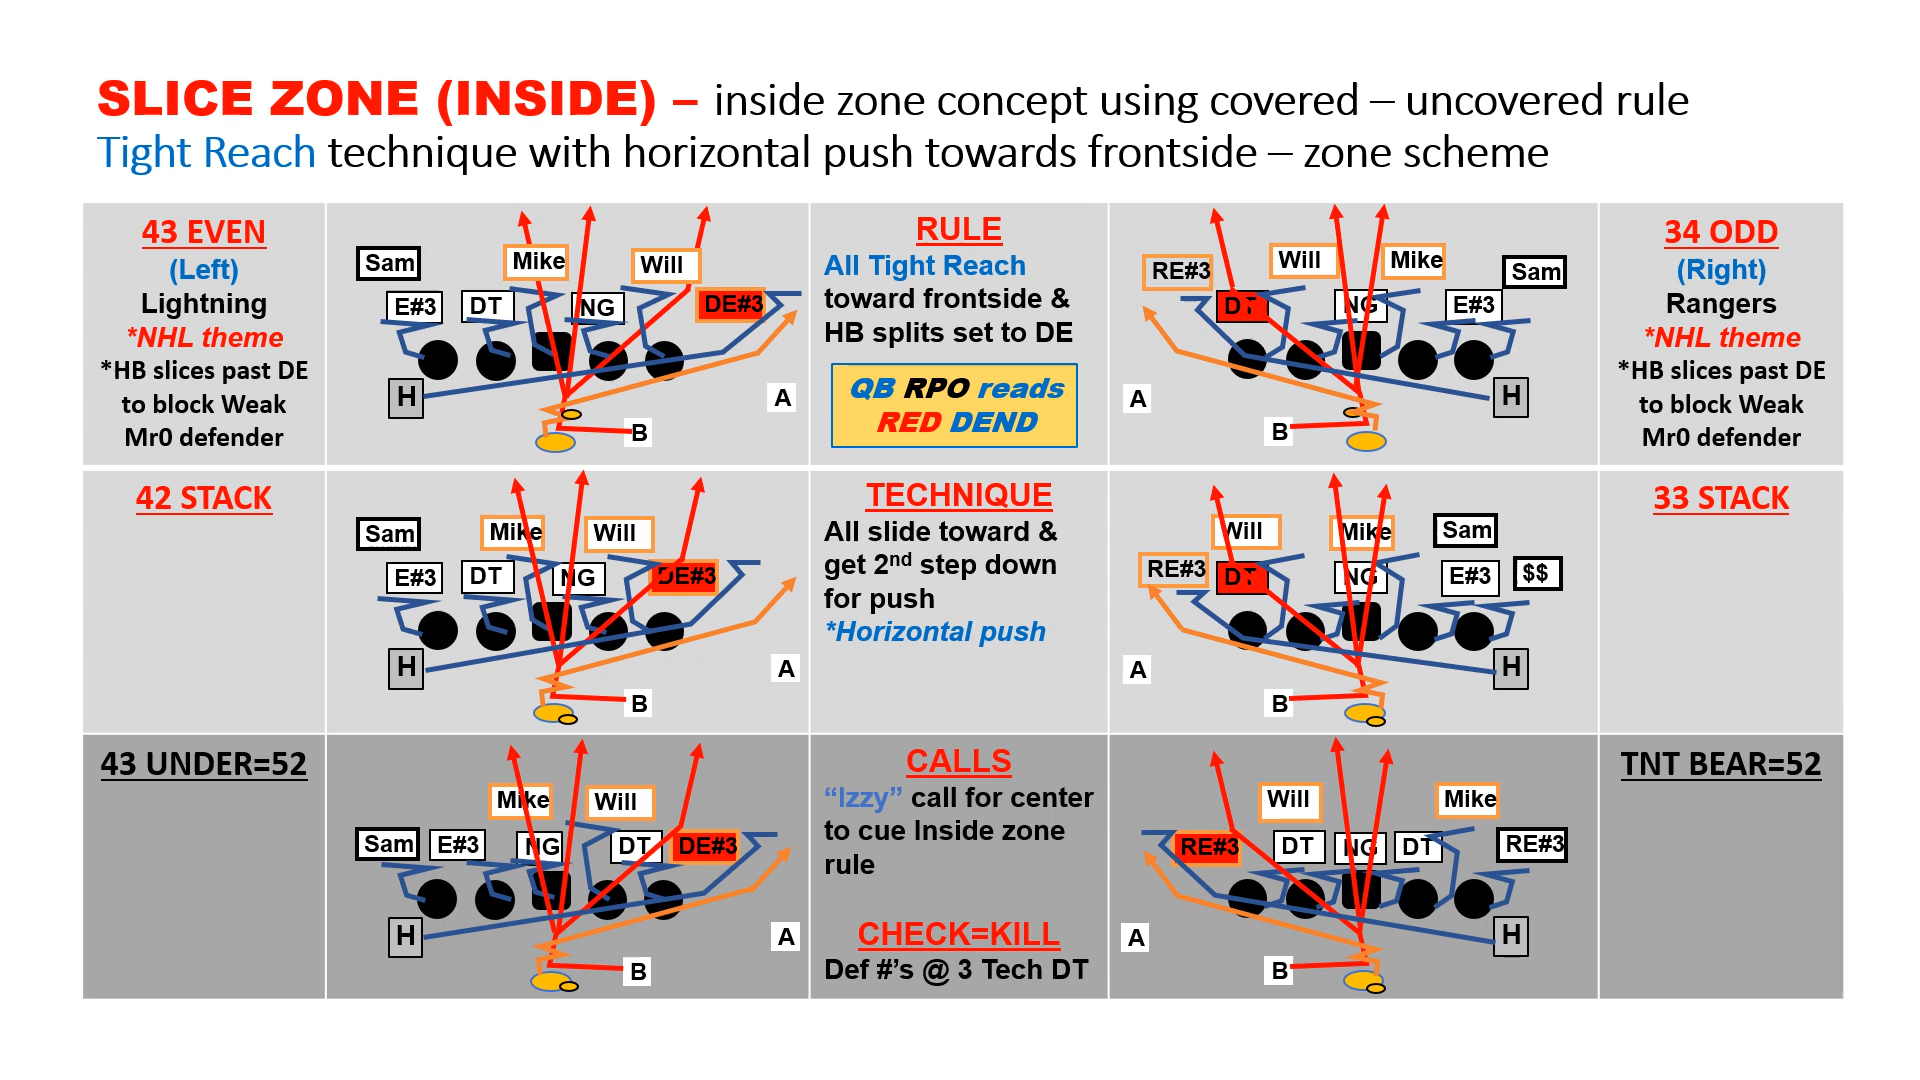 SLICE ZONE (INSIDE) – inside zone concept using covered – uncovered rule
Tight Reach technique with horizontal push towards frontside – zone scheme
43 EVEN
(Left)
Lightning
*NHL theme
*HB slices past DE
to block Weak
Mr0 defender
Sam
Mike
Will
E#3
DT
NG
DE#3
H
A
B
RULE
All Tight Reach
toward frontside &
HB splits set to DE
QB RPO reads
RED DEND
RE#3
Will
Mike
Sam
DT
NG
E#3
A
H
B
34 ODD
(Right)
Rangers
*NHL theme
*HB slices past DE
to block Weak
Mr0 defender
42 STACK
Sam
Mike
Will
E#3
DT
NG
DE#3
H
A
B
TECHNIQUE
All slide toward &
get 2nd step down
for push
*Horizontal push
Will
Mike
Sam
RE#3
DT
NG
E#3
$$
A
H
B
33 STACK
43 UNDER=52
Mike
Will
Sam
E#3
NG
DT
DE#3
H
A
B
CALLS
“Izzy” call for center
to cue Inside zone
rule
CHECK=KILL
Def #’s @ 3 Tech DT
Will
Mike
RE#3
DT
NG
DT
RE#3
A
H
B
TNT BEAR=52